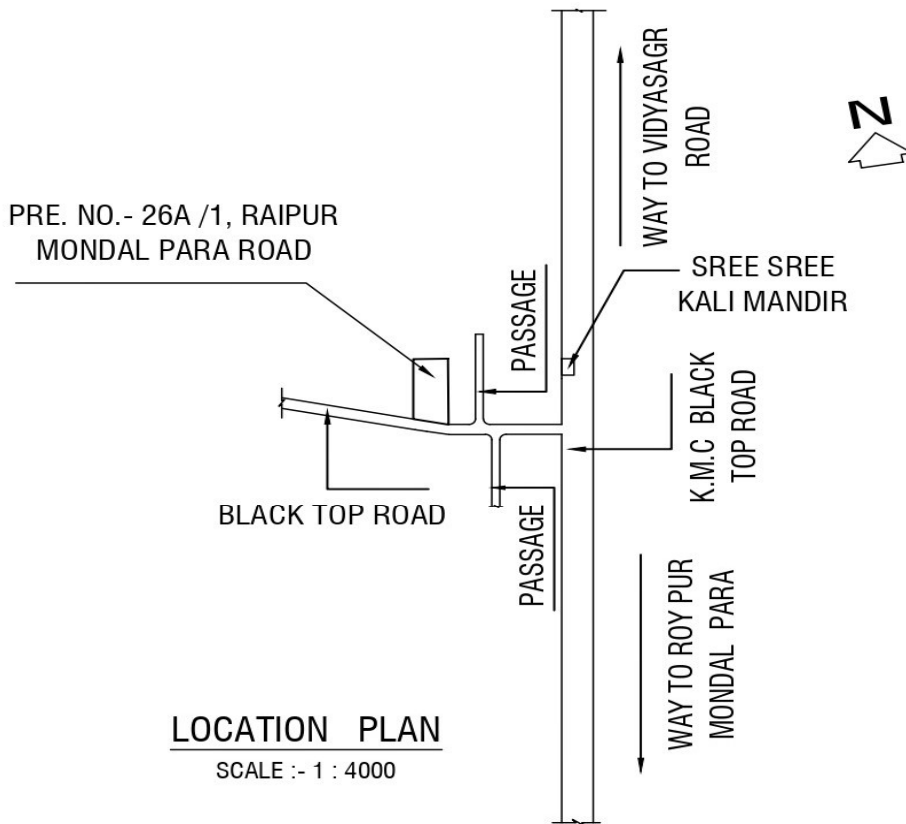 WAY TO VIDYASAGR
ROAD
N
PRE. NO.- 26A /1, RAIPUR
MONDAL PARA ROAD
SREE SREE
KALI MANDIR
PASSAGE
K.M.C BLACK
TOP ROAD
BLACK TOP ROAD
PASSAGE
WAY TO ROY PUR
MONDAL PARA
LOCATION PLAN
SCALE :- 1 : 4000